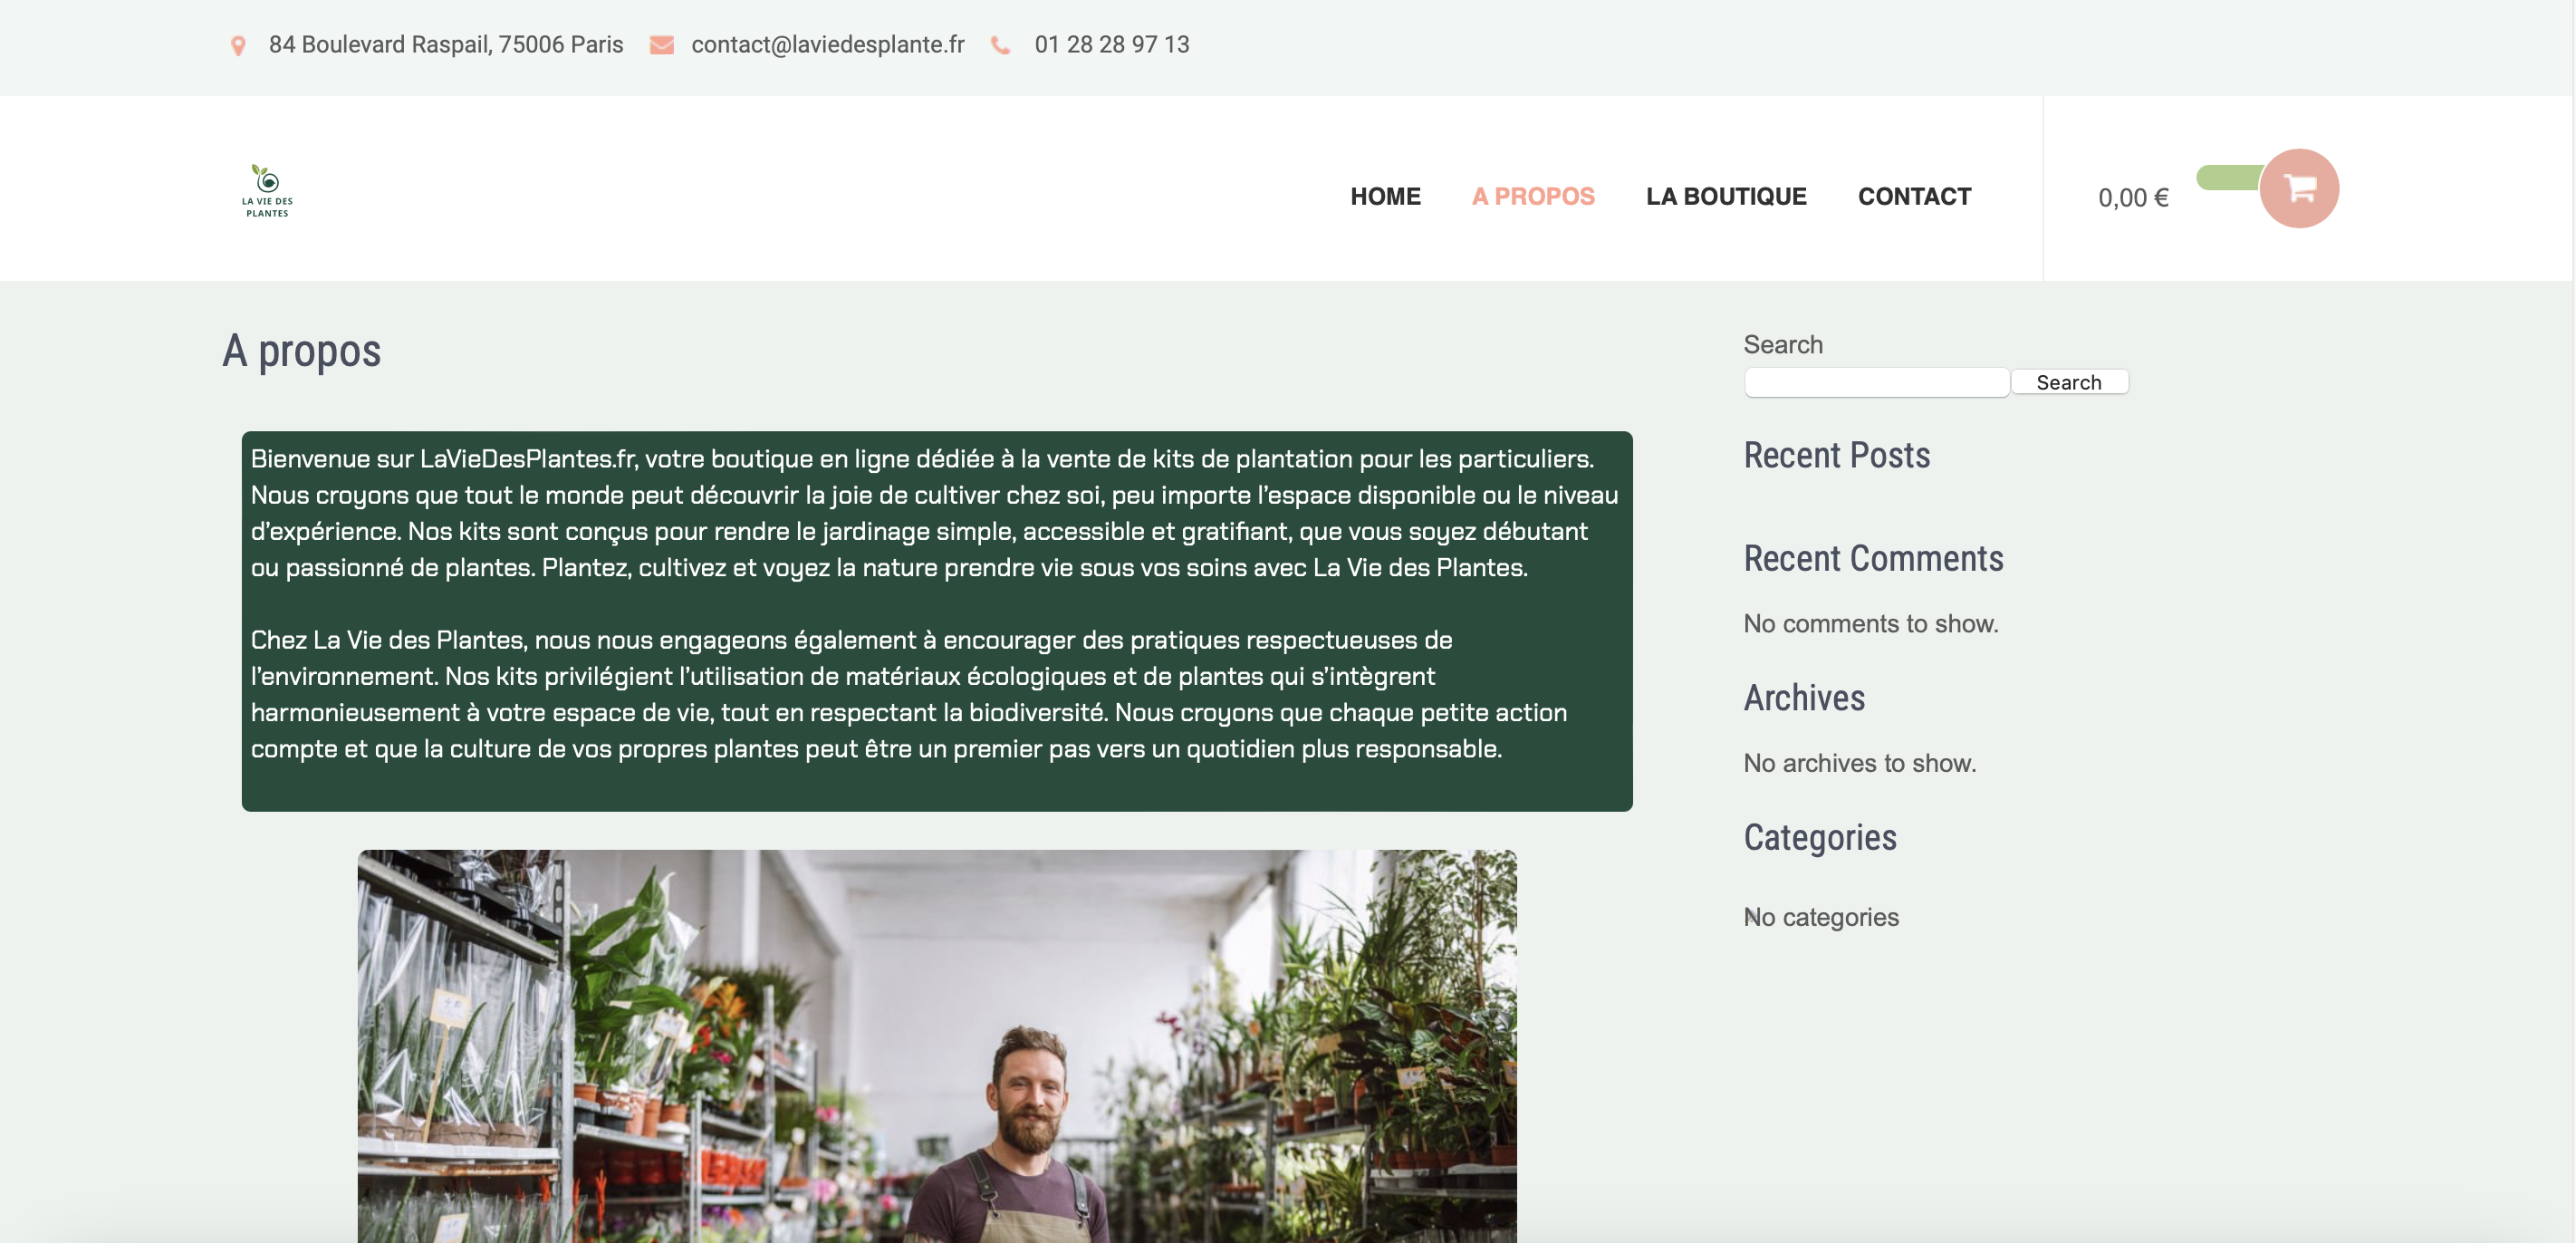 84 Boulevard Raspail, 75006 Paris contact@laviedesplante.fr 01 28 28 97 13
LA VIE DES
PLANTES
HOME A PROPOS LA BOUTIQUE CONTACT
0,00 €
A propos
Bienvenue sur LaVieDesPlantes.fr, votre boutique en ligne dédiée à la vente de kits de plantation pour les particuliers.
Nous croyons que tout le monde peut découvrir la joie de cultiver chez soi, peu importe l'espace disponible ou le niveau
d'expérience. Nos kits sont conçus pour rendre le jardinage simple, accessible et gratifiant, que vous soyez débutant
ou passionné de plantes. Plantez, cultivez et voyez la nature prendre vie sous vos soins avec La Vie des Plantes.
Chez La Vie des Plantes, nous nous engageons également à encourager des pratiques respectueuses de
l'environnement. Nos kits privilégient l'utilisation de matériaux écologiques et de plantes qui s'intègrent
harmonieusement à votre espace de vie, tout en respectant la biodiversité. Nous croyons que chaque petite action
compte et que la culture de vos propres plantes peut être un premier pas vers un quotidien plus responsable.
Search
Search
Recent Posts
Recent Comments
No comments to show.
Archives
No archives to show.
Categories
No categories